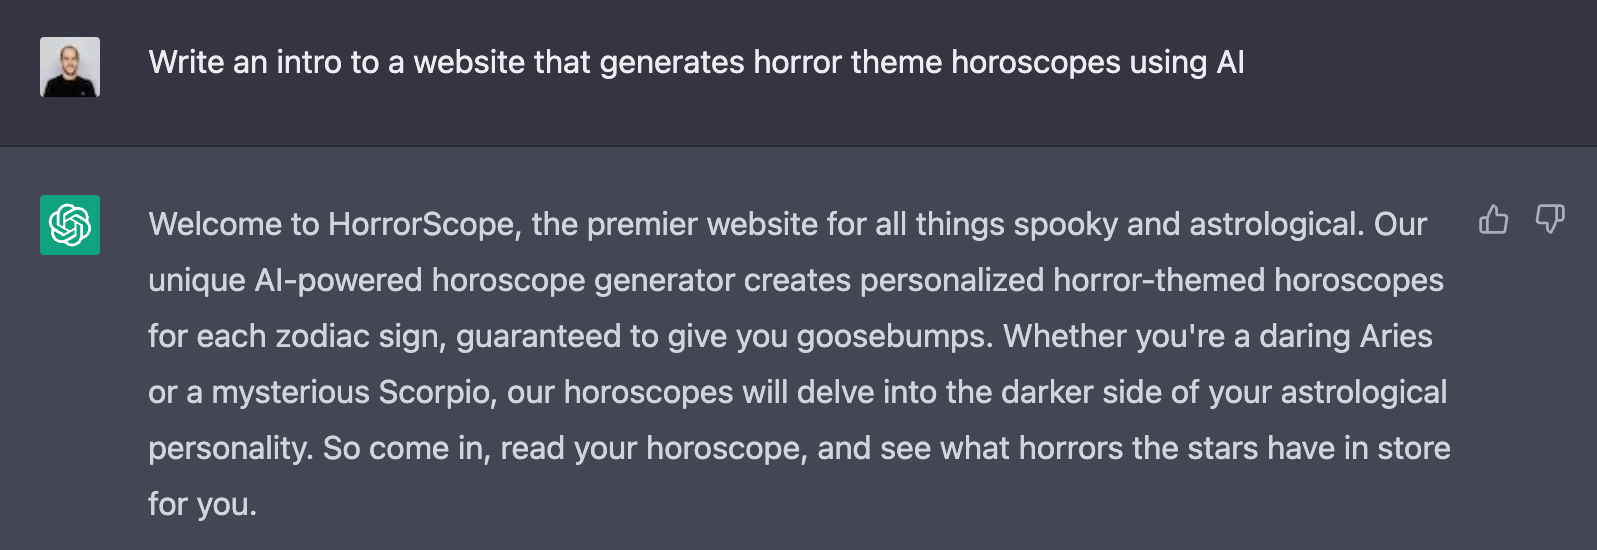 Write an intro to a website that generates horror theme horoscopes using AI
Welcome to HorrorScope, the premier website for all things spooky and astrological. Our
unique AI-powered horoscope generator creates personalized horror-themed horoscopes
for each zodiac sign, guaranteed to give you goosebumps. Whether you're a daring Aries
or a mysterious Scorpio, our horoscopes will delve into the darker side of your astrological
personality. So come in, read your horoscope, and see what horrors the stars have in store
for you.